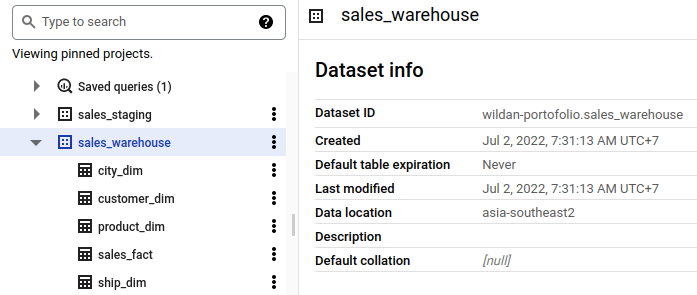 Type to search
Viewing pinned projects.
Saved queries (1)
sales_staging
sales_warehouse
city_dim
customer_dim
product_dim
sales_fact
ship_dim
sales_warehouse
Dataset info
Dataset ID wildan-portofolio.sales_warehouse
Created Jul 2, 2022, 7:31:13 AM UTC+7
Default table expiration Never
Last modified Jul 2, 2022, 7:31:13 AM UTC+7
Data location asia-southeast2
Description
Default collation [null]